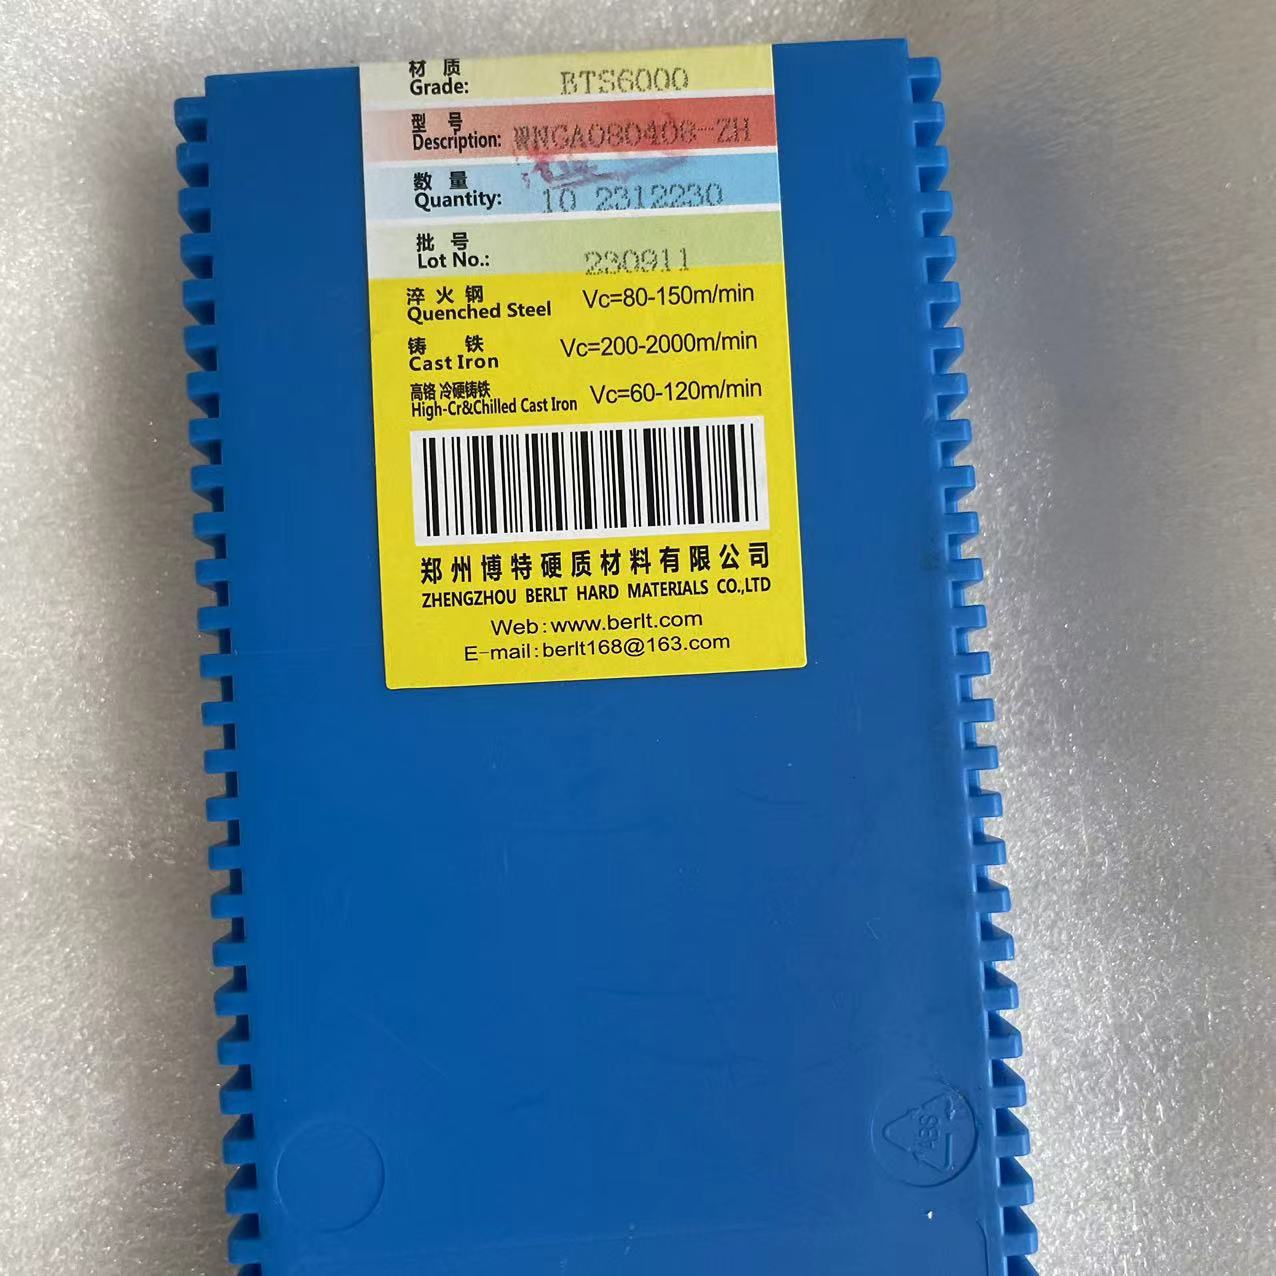 材 质
Grade: BTS6000
型 号
Description: WNGA080408-ZH
数 量
Quantity: 10 2312230
批 号
Lot No.: 230911
淬 火 钢
Quenched Steel Vc=80-150m/min
铸 铁
Cast Iron Vc=200-2000m/min
高铬 冷硬铸铁
High-Cr&Chilled Cast Iron Vc=60-120m/min
郑州博特硬质材料有限公司
ZHENGZHOU BERLT HARD MATERIALS CO.,LTD
Web:www.berlt.com
E-mail:berlt168@163.com
ABS